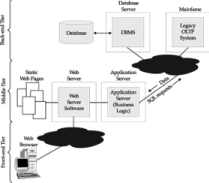 Back-end Tier
Database
Server
Mainframe
Database
DBMS
Legacy
OLTP
System
Middle Tier
Static
Web Pages
Web
Server
Application
Server
Web
Server
Software
Application
Server
(Business
Logic)
Data
SQL requests
Front-end Tier
Web
Browser